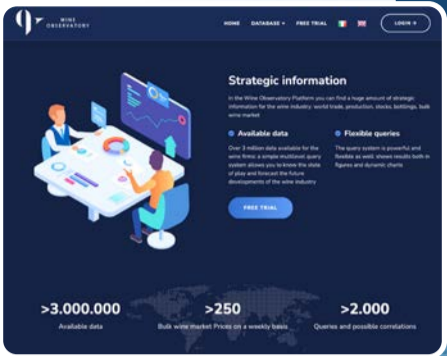 WINE
OBSERVATORY
HOME DATABASE FREE TRIAL LOGIN
Strategic information
In the Wine Observatory Platform you can find a huge amount of strategic
information for the wine industry: world trade, production, stocks, bottlings, bulk
wine market
Available data
Over 3 million data available for the
wine firms: a simple multilevel query
system allows you to know the state
of play and forecast the future
developments of the wine industry
Flexible queries
The query system is powerful and
flexible as well: shows results both in
figures and dynamic charts
FREE TRIAL
>3.000.000
Available data
>250
Bulk wine market Prices on a weekly basis
>2.000
Queries and possible correlations